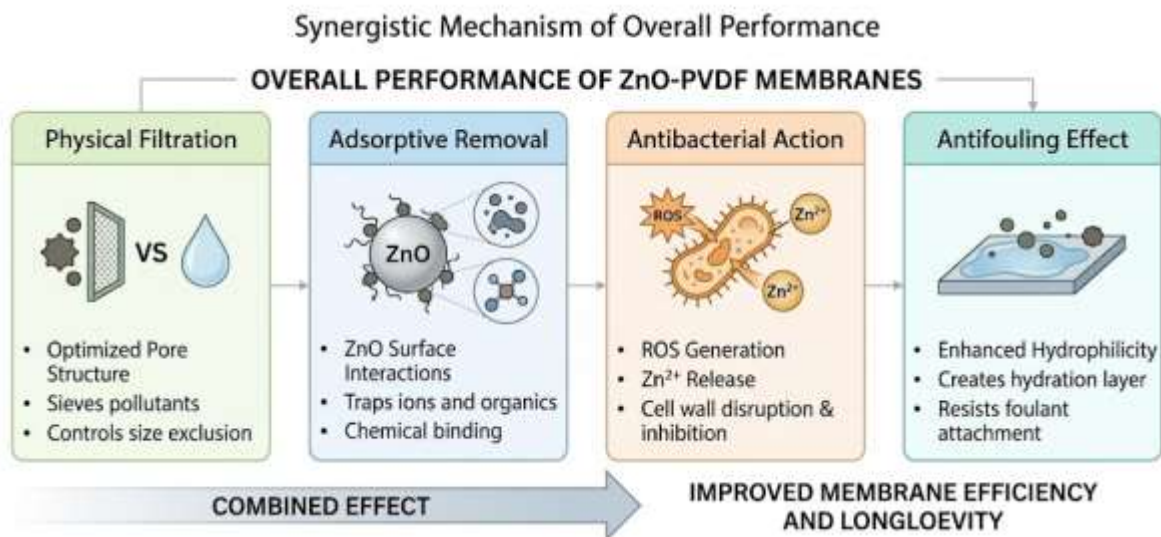 Synergistic Mechanism of Overall Performance
OVERALL PERFORMANCE OF ZnO-PVDF MEMBRANES
Physical Filtration
VS
• Optimized Pore
Structure
• Sieves pollutants
• Controls size exclusion
Adsorptive Removal
ZnO
• ZnO Surface
Interactions
• Traps ions and organics
• Chemical binding
Antibacterial Action
ROS
Zn²⁺
Zn²⁺
• ROS Generation
• Zn²⁺ Release
• Cell wall disruption &
inhibition
Antifouling Effect
• Enhanced Hydrophilicity
• Creates hydration layer
• Resists foulant
attachment
COMBINED EFFECT
IMPROVED MEMBRANE EFFICIENCY
AND LONGLOEVITY